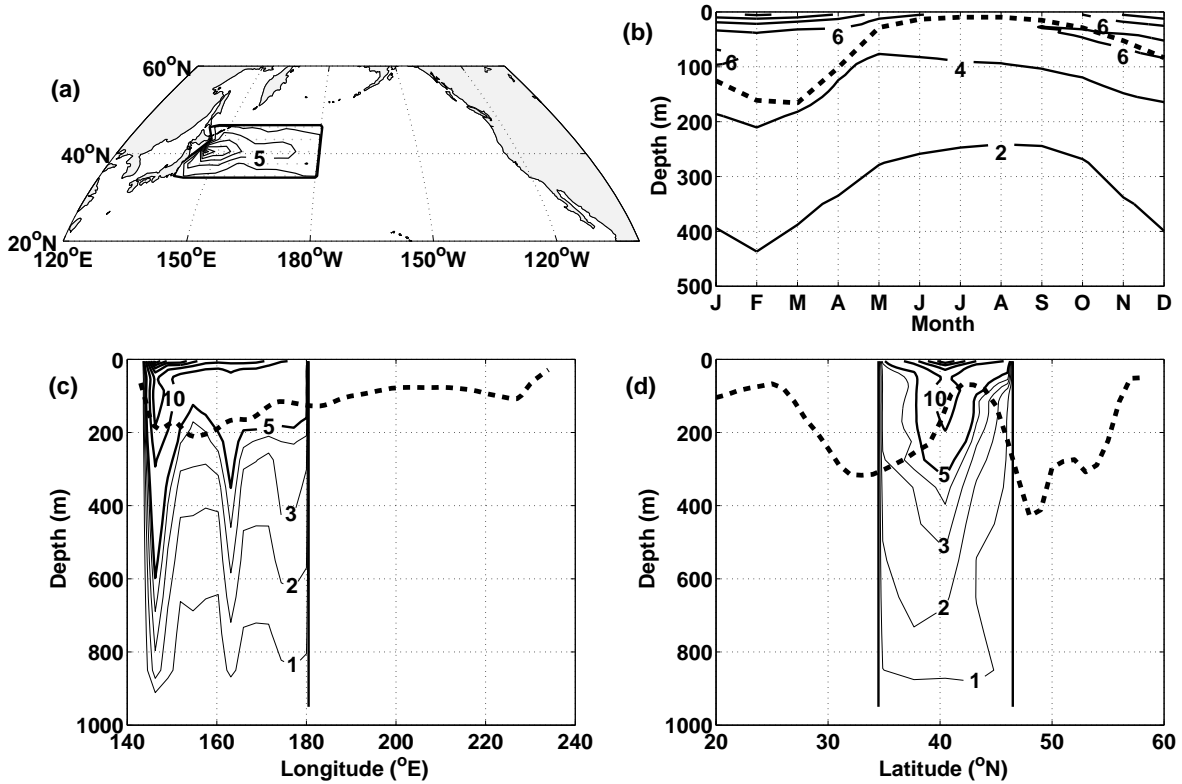 (a)
60°N
40°N
20°N
120°E
150°E
180°W
150°W
120°W
5
(b)
0
100
200
300
400
500
Depth (m)
6
6
6
6
4
2
J F M A M J J A S O N D
Month
(c)
0
200
400
600
800
1000
Depth (m)
10
5
3
2
1
140 160 180 200 220 240
Longitude (°E)
(d)
0
200
400
600
800
1000
Depth (m)
10
5
3
2
1
20 30 40 50 60
Latitude (°N)